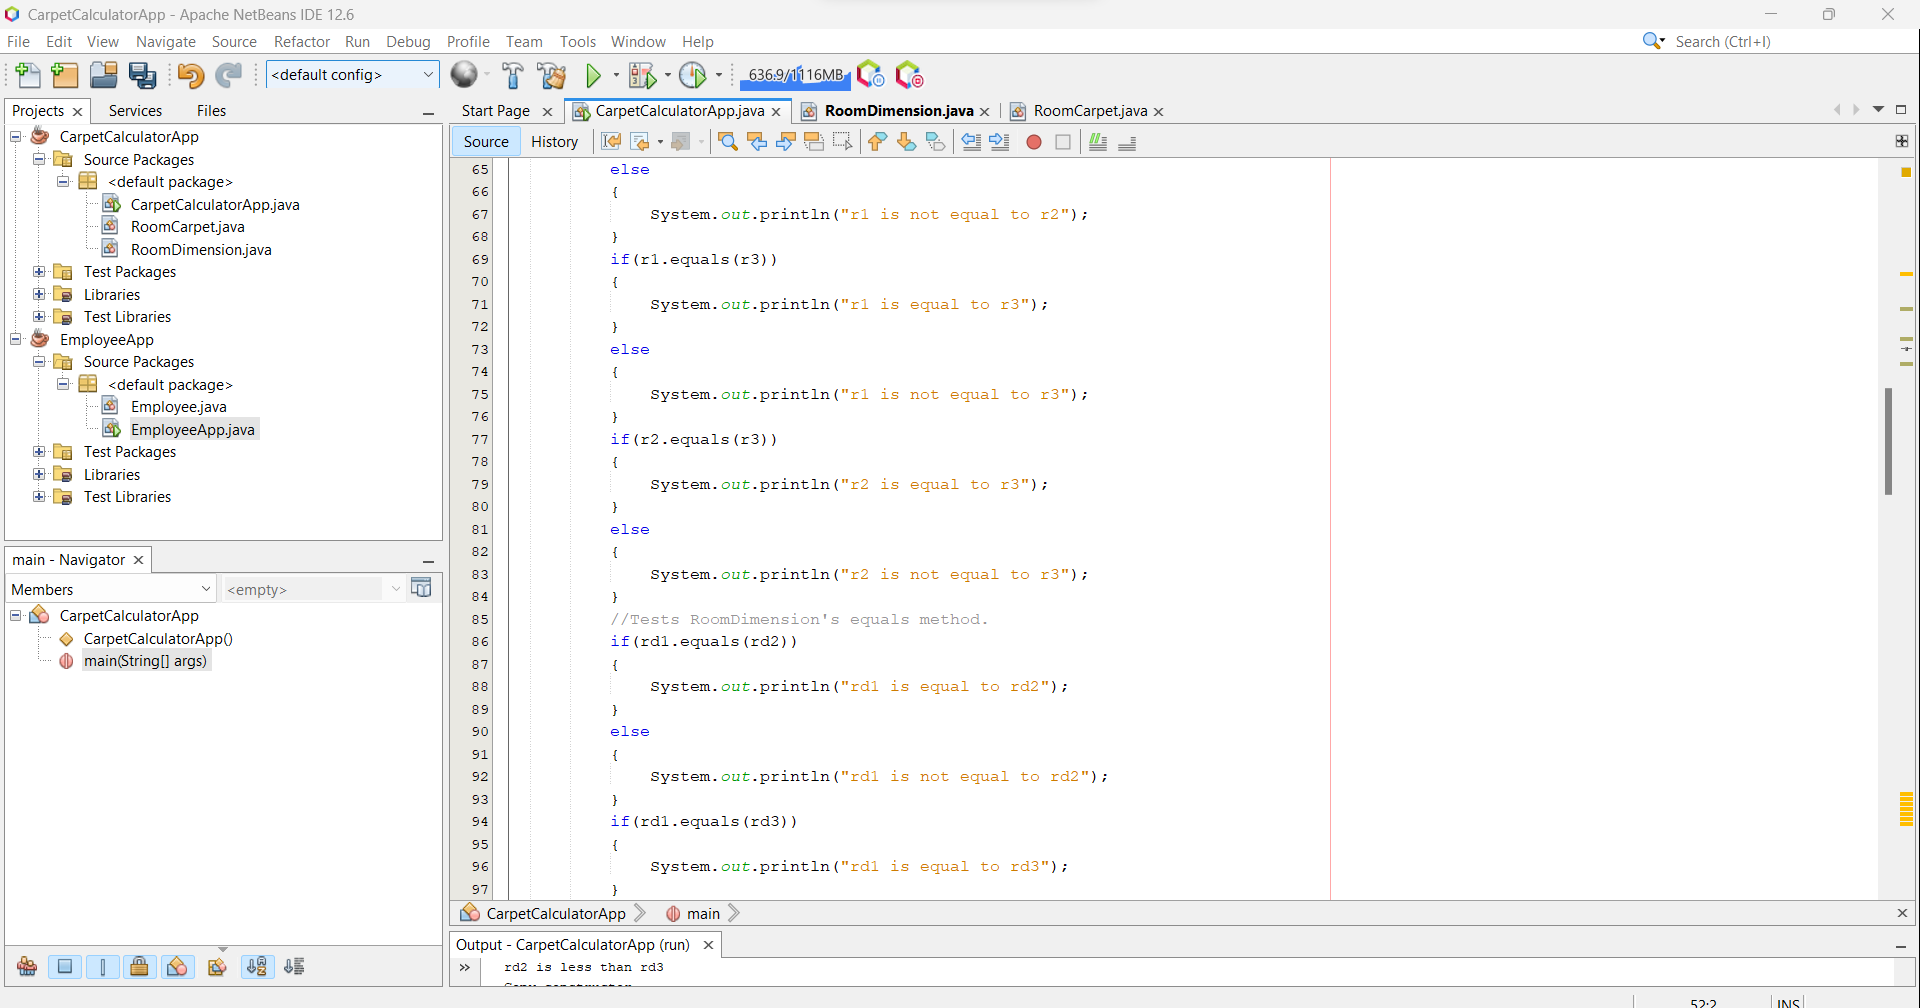 CarpetCalculatorApp - Apache NetBeans IDE 12.6
File Edit View Navigate Source Refactor Run Debug Profile Team Tools Window Help
Search (Ctrl+I)
<default config>
636.9/1116MB
Projects Services Files
CarpetCalculatorApp
Source Packages
<default package>
CarpetCalculatorApp.java
RoomCarpet.java
RoomDimension.java
Test Packages
Libraries
Test Libraries
EmployeeApp
Source Packages
<default package>
Employee.java
EmployeeApp.java
Test Packages
Libraries
Test Libraries
main - Navigator
Members <empty>
CarpetCalculatorApp
CarpetCalculatorApp()
main(String[] args)
Start Page CarpetCalculatorApp.java RoomDimension.java RoomCarpet.java
Source History
65 else
66 {
67 System.out.println("r1 is not equal to r2");
68 }
69 if(r1.equals(r3))
70 {
71 System.out.println("r1 is equal to r3");
72 }
73 else
74 {
75 System.out.println("r1 is not equal to r3");
76 }
77 if(r2.equals(r3))
78 {
79 System.out.println("r2 is equal to r3");
80 }
81 else
82 {
83 System.out.println("r2 is not equal to r3");
84 }
85 //Tests RoomDimension's equals method.
86 if(rd1.equals(rd2))
87 {
88 System.out.println("rd1 is equal to rd2");
89 }
90 else
91 {
92 System.out.println("rd1 is not equal to rd2");
93 }
94 if(rd1.equals(rd3))
95 {
96 System.out.println("rd1 is equal to rd3");
97 }
CarpetCalculatorApp main
Output - CarpetCalculatorApp (run)
rd2 is less than rd3
52:2 INS